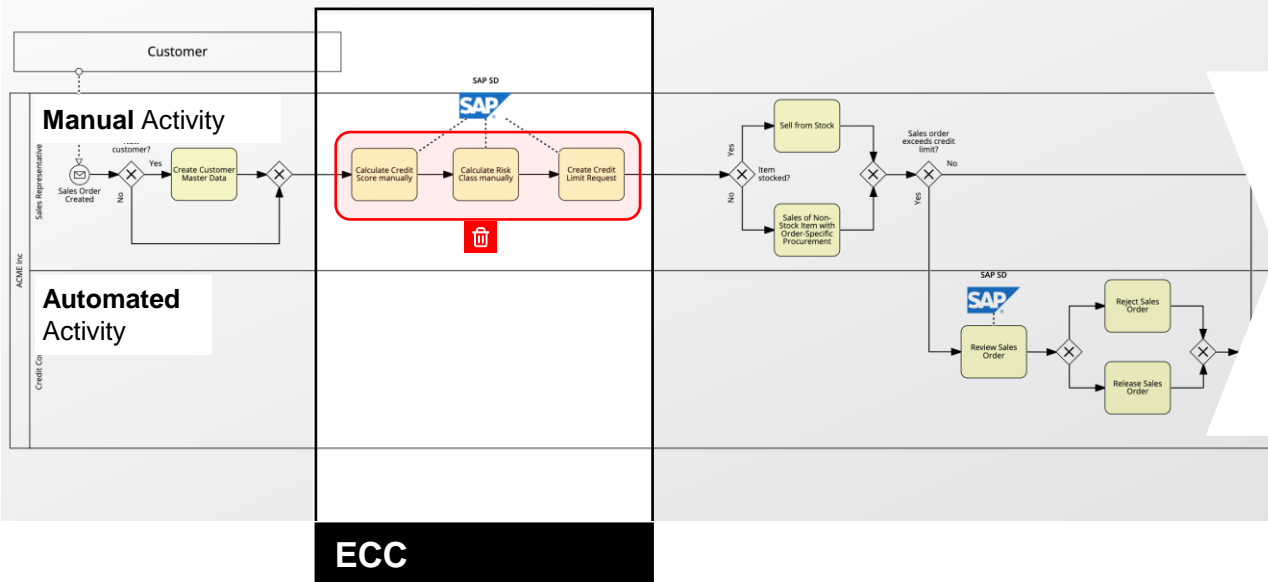 Customer
SAP SD
SAP
Manual Activity
customer?
Yes
No
Sales Order
Created
Create Customer
Master Data
Calculate Credit
Score manually
Calculate Risk
Class manually
Create Credit
Limit Request
Yes
No
Item
stocked?
Sell from Stock
Sales of Non-
Stock Item with
Order-Specific
Procurement
Sales order
exceeds credit
limit?
No
Yes
Sales Representative
ACME Inc
Automated
Activity
SAP SD
SAP
Review Sales
Order
Reject Sales
Order
Release Sales
Order
ECC